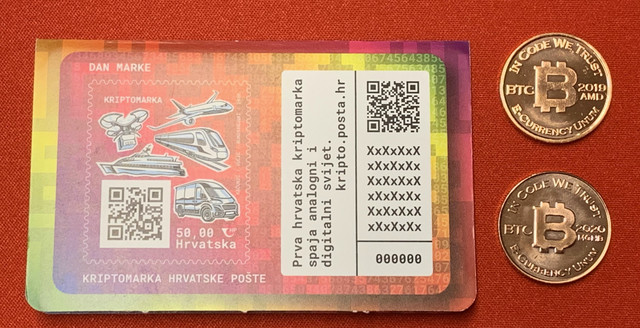 DAN MARKE
KRIPTOMARKA
50,00
Hrvatska
KRIPTOMARKA HRVATSKE POŠTE
Prva hrvatska kriptomarka
spaja analogni i
digitalni svijet.
kripto.posta.hr
XxXxXxX
XxXxXxX
XxXxXxX
XxXxXxX
XxXxXxX
xXxXxXx
000000
IN CODE WE TRUST
BTC
2019
AMD
E-CURRENCY UNUM
IN CODE WE TRUST
BTC
2020
E-CURRENCY UNUM